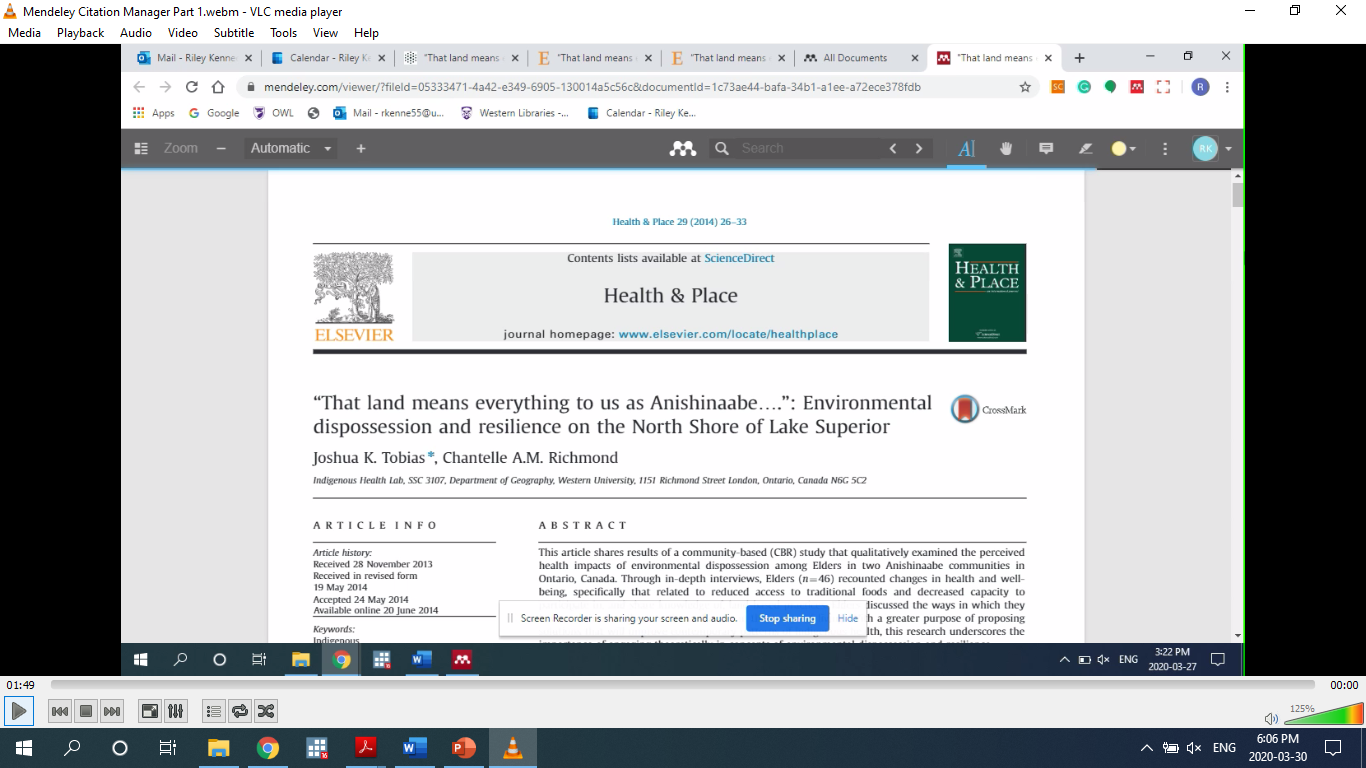 Mendeley Citation Manager Part 1.webm - VLC media player
Media Playback Audio Video Subtitle Tools View Help
Mail - Riley Kenne
Calendar - Riley K
"That land means
"That land means
"That land means
All Documents
"That land means
mendeley.com/viewer/?fileId=05333471-4a42-e349-6905-130014a5c56c&documentId=1c73ae44-bafa-34b1-a1ee-a72ece378fdb
SC
R
Apps Google OWL Mail - rkenne55@u... Western Libraries -... Calendar - Riley Ke...
Zoom Automatic Search RK
Health & Place 29 (2014) 26–33
Contents lists available at ScienceDirect
Health & Place
journal homepage: www.elsevier.com/locate/healthplace
ELSEVIER
HEALTH
& PLACE
"That land means everything to us as Anishinaabe….": Environmental
dispossession and resilience on the North Shore of Lake Superior
CrossMark
Joshua K. Tobias*, Chantelle A.M. Richmond
Indigenous Health Lab, SSC 3107, Department of Geography, Western University, 1151 Richmond Street London, Ontario, Canada N6G 5C2
ARTICLE INFO
Article history:
Received 28 November 2013
Received in revised form
19 May 2014
Accepted 24 May 2014
Available online 20 June 2014
Keywords:
Indigenous
ABSTRACT
This article shares results of a community-based (CBR) study that qualitatively examined the perceived
health impacts of environmental dispossession among Elders in two Anishinaabe communities in
Ontario, Canada. Through in-depth interviews, Elders (n=46) recounted changes in health and well-
being, specifically that related to reduced access to traditional foods and decreased capacity to
discussed the ways in which they
h a greater purpose of proposing
lth, this research underscores the
Screen Recorder is sharing your screen and audio. Stop sharing Hide
ENG
3:22 PM
2020-03-27
01:49
00:00
125%
ENG
6:06 PM
2020-03-30